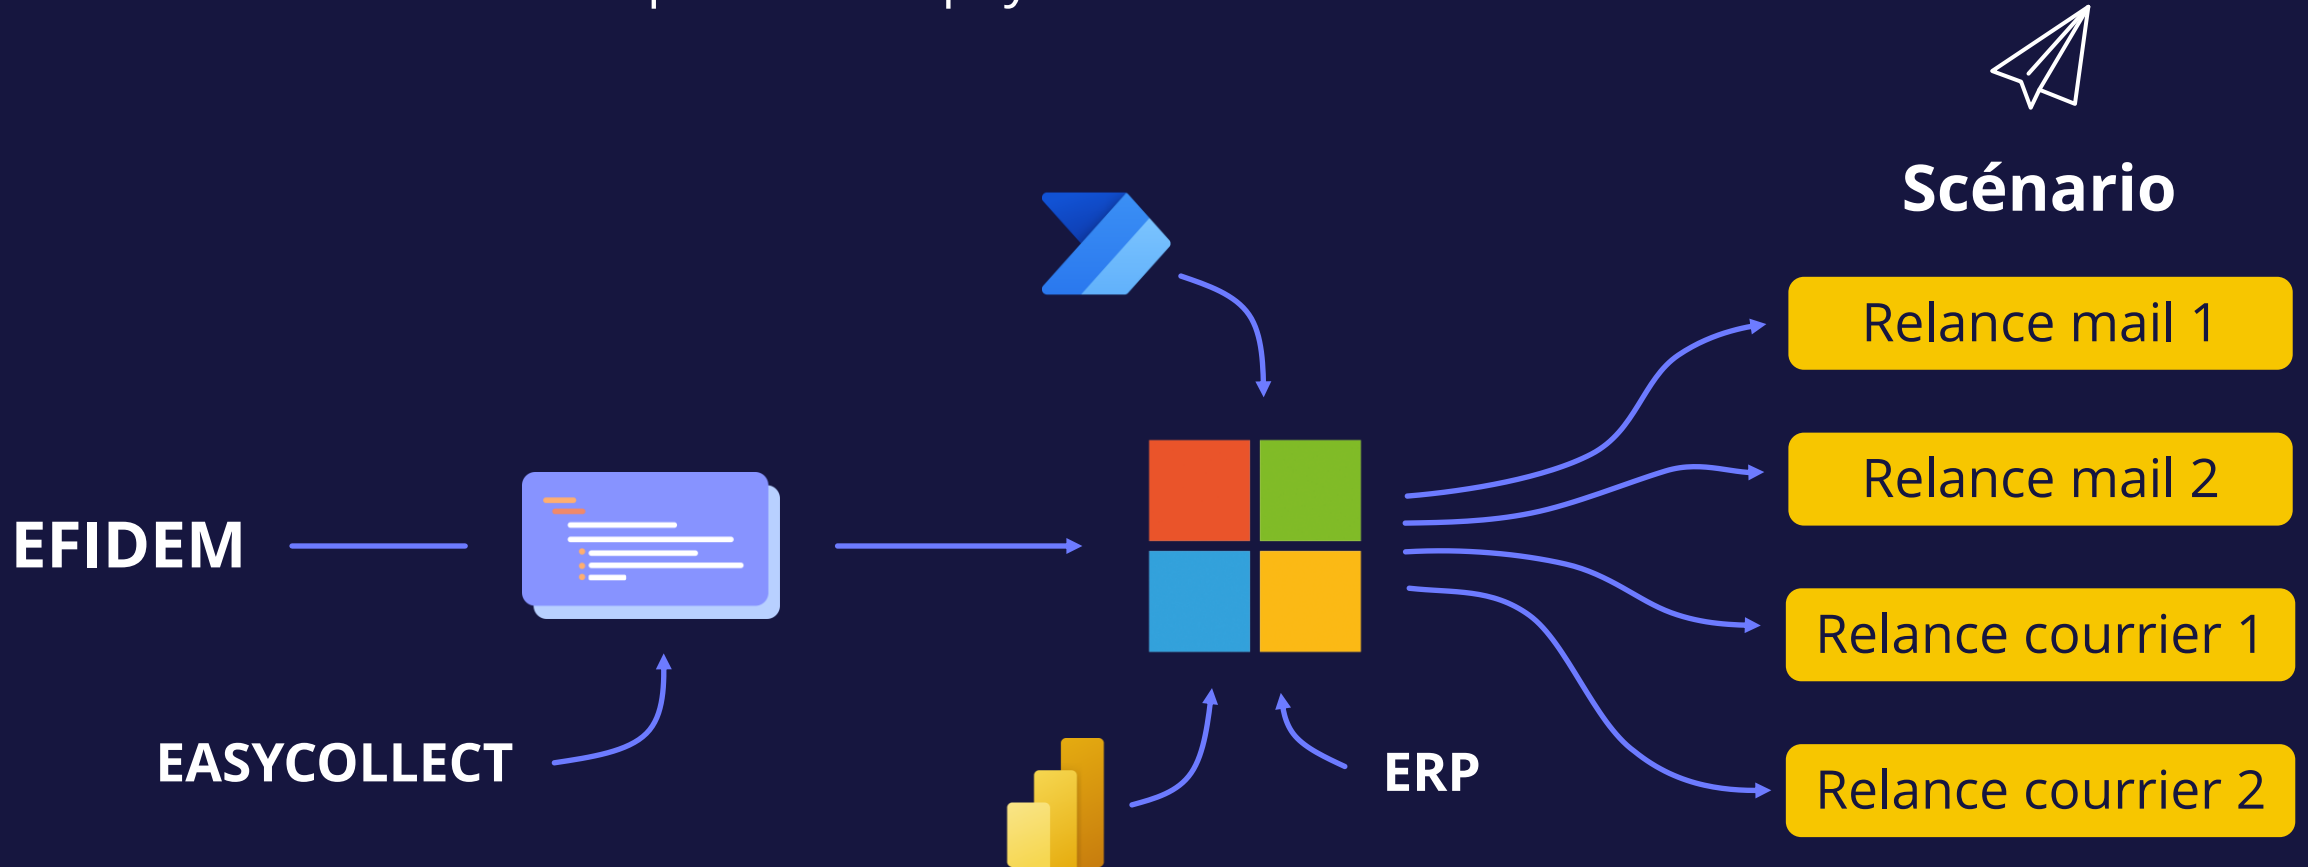 Scénario
Relance mail 1
Relance mail 2
EFIDEM
Relance courrier 1
EASYCOLLECT
ERP
Relance courrier 2